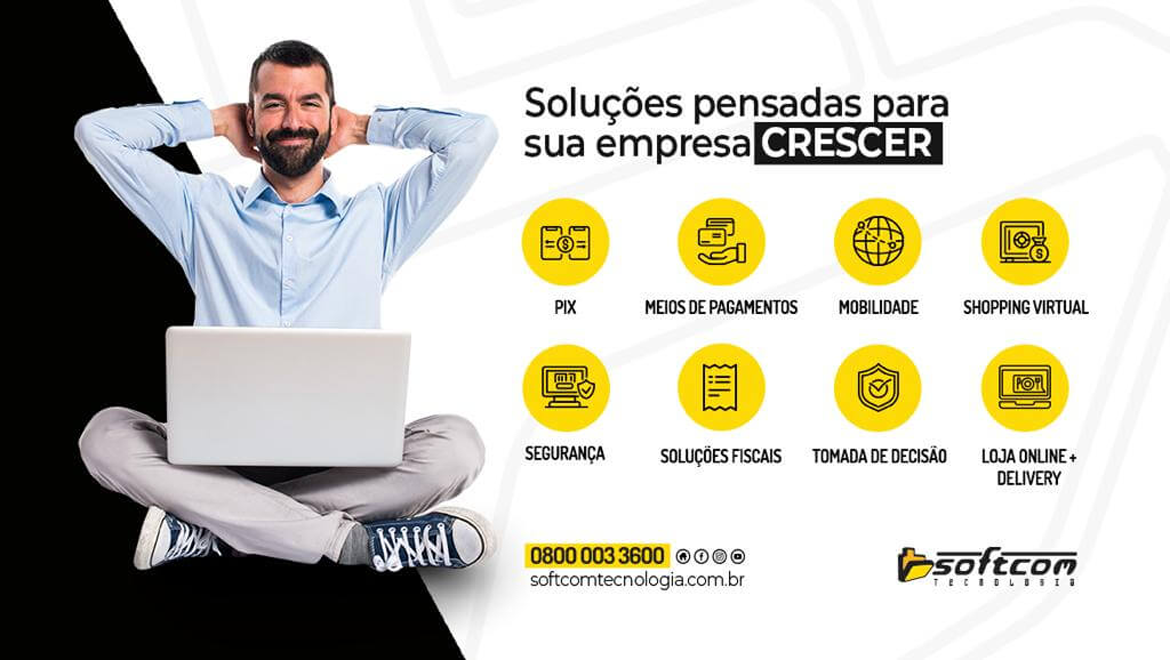 Soluções pensadas para
sua empresa CRESCER
PIX
MEIOS DE PAGAMENTOS
MOBILIDADE
SHOPPING VIRTUAL
SEGURANÇA
SOLUÇÕES FISCAIS
TOMADA DE DECISÃO
LOJA ONLINE +
DELIVERY
0800 003 3600
softcomtecnologia.com.br
softcom
TECNOLOGIA